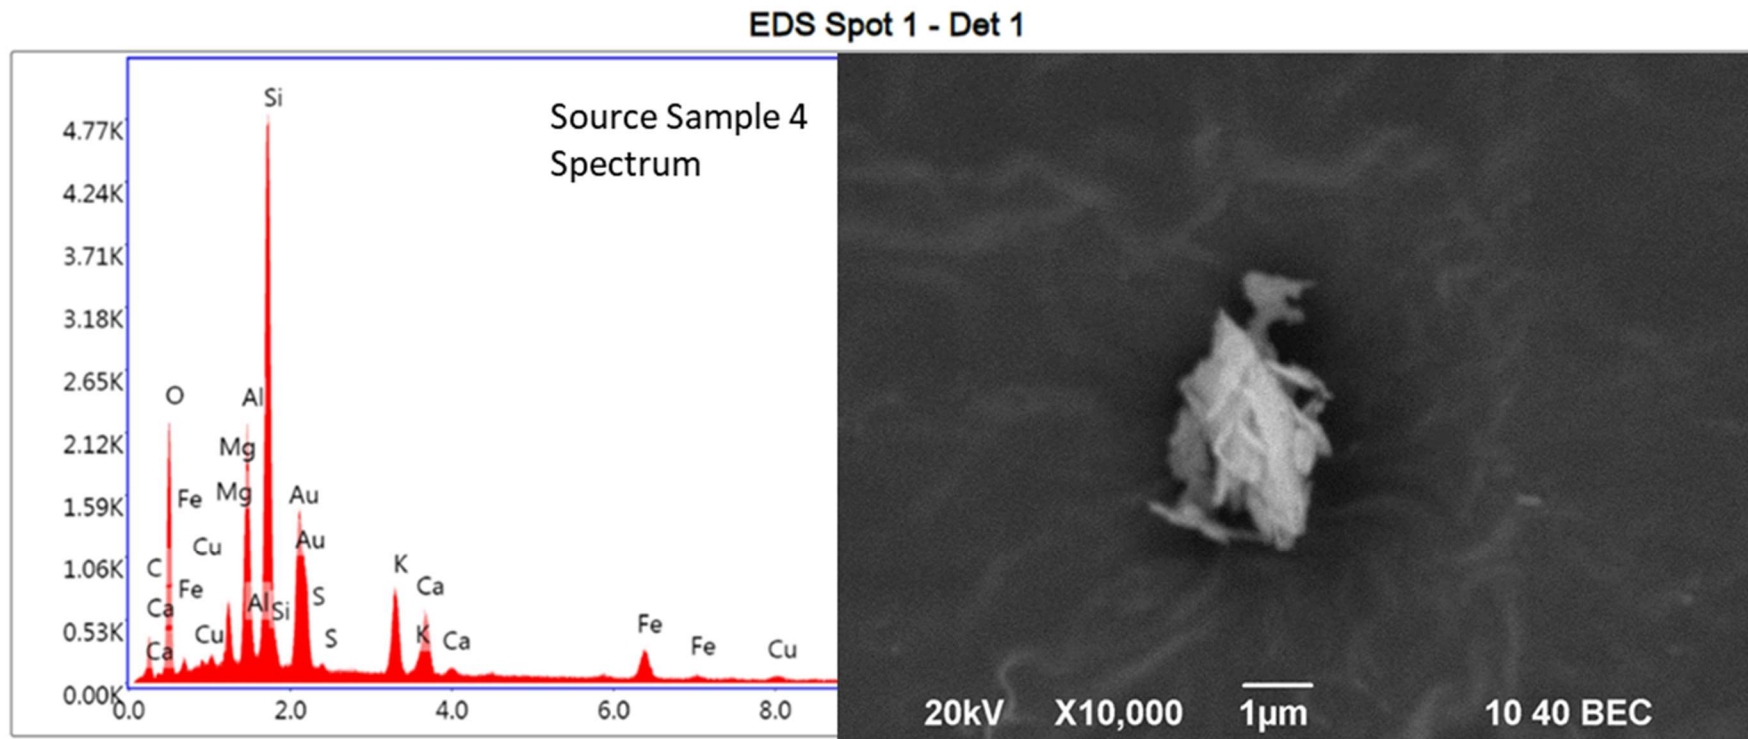 EDS Spot 1 - Det 1
Source Sample 4
Spectrum
4.77K
4.24K
3.71K
3.18K
2.65K
2.12K
1.59K
1.06K
0.53K
0.00K
0.0
2.0
4.0
6.0
8.0
Si
O
Al
Mg
Mg
Fe
Au
Cu
Au
C
Fe
Ca
Al
Si
S
Cu
S
Ca
K
Ca
K
Ca
Fe
Fe
Cu
20kV X10,000 1µm 10 40 BEC